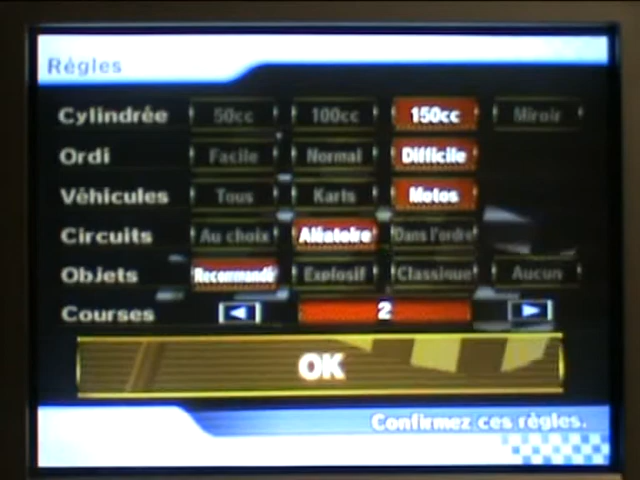 Règles
Cylindrée 50cc 100cc 150cc Miroir
Ordi Facile Normal Difficile
Véhicules Tous Karts Motos
Circuits Au choix Aléatoire Dans l'ordre
Objets Recommandé Explosif Classique Aucun
Courses 2
OK
Confirmez ces règles.